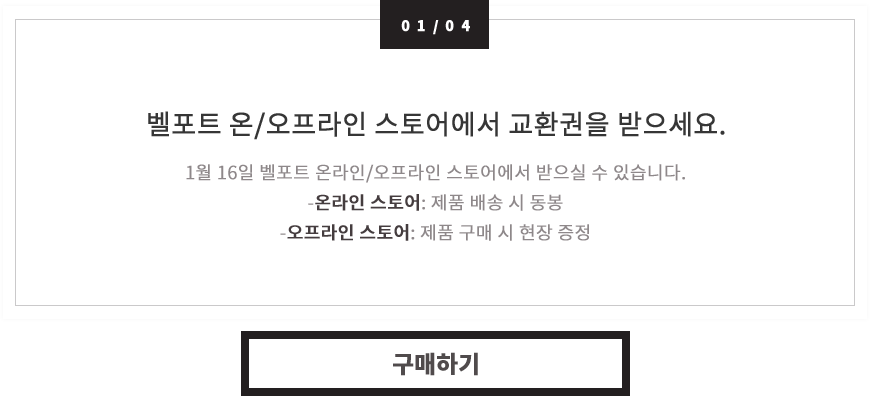 01/04
벨포트 온/오프라인 스토어에서 교환권을 받으세요.
1월 16일 벨포트 온라인/오프라인 스토어에서 받으실 수 있습니다.
-온라인 스토어: 제품 배송 시 동봉
-오프라인 스토어: 제품 구매 시 현장 증정
구매하기